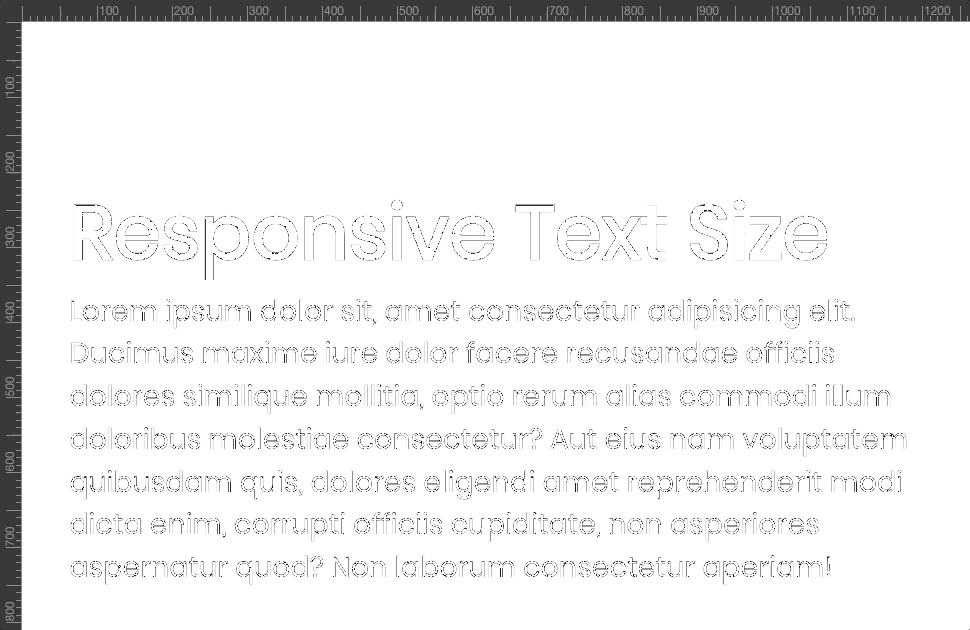 100 200 300 400 500 600 700 800 900 1000 1100 1200
100
200
300
400
500
600
700
800
Responsive Text Size
Lorem ipsum dolor sit, amet consectetur adipisicing elit.
Ducimus maxime iure dolor facere recusandae officiis
dolores similique mollitia, optio rerum alias commodi illum
doloribus molestiae consectetur? Aut eius nam voluptatem
quibusdam quis, dolores eligendi amet reprehenderit modi
dicta enim, corrupti officiis cupiditate, non asperiores
aspernatur quod? Non laborum consectetur aperiam!